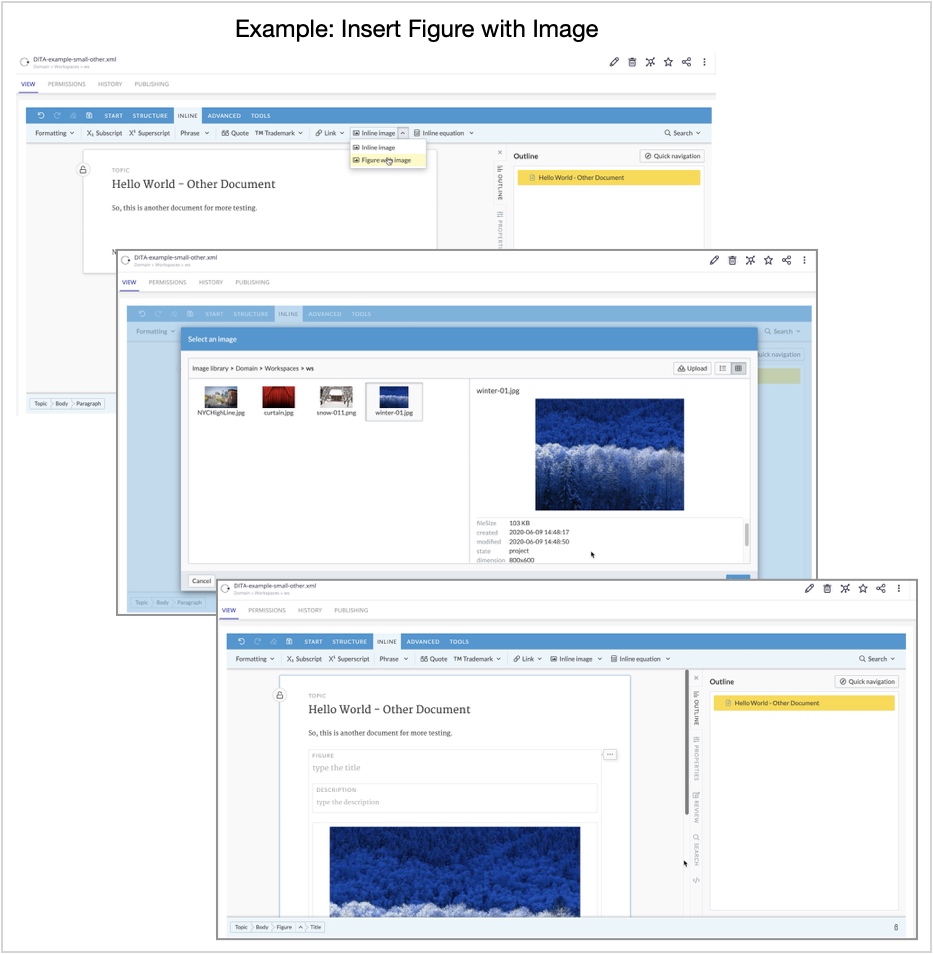 Example: Insert Figure with Image
DITA-example-small-other.xml
Domain > Workspaces > ws
VIEW PERMISSIONS HISTORY PUBLISHING
START STRUCTURE INLINE ADVANCED TOOLS
Formatting X₂ Subscript X¹ Superscript Phrase Quote TM Trademark Link Inline image Inline equation Search
Inline image
Figure with image
Outline Quick navigation
Hello World - Other Document
OUTLINE
TOPIC
Hello World – Other Document
So, this is another document for more testing.
Topic Body Paragraph
DITA-example-small-other.xml
Domain > Workspaces > ws
VIEW PERMISSIONS HISTORY PUBLISHING
START STRUCTURE INLINE ADVANCED TOOLS
Formatting Search
Select an image
Image library > Domain > Workspaces > ws Upload
NYCHighLine.jpg curtain.jpg snow-011.png winter-01.jpg
winter-01.jpg
fileSize 103 KB
created 2020-06-09 14:48:17
modified 2020-06-09 14:48:50
state project
dimension 800x600
Cancel
Topic Body Paragraph
DITA-example-small-other.xml
Domain > Workspaces > ws
VIEW PERMISSIONS HISTORY PUBLISHING
START STRUCTURE INLINE ADVANCED TOOLS
Formatting X₂ Subscript X¹ Superscript Phrase Quote TM Trademark Link Inline image Inline equation Search
Outline Quick navigation
Hello World - Other Document
OUTLINE
PROPERTIES
REVIEW
SEARCH
TOPIC
Hello World – Other Document
So, this is another document for more testing.
FIGURE
type the title
DESCRIPTION
type the description
Topic Body Figure Title